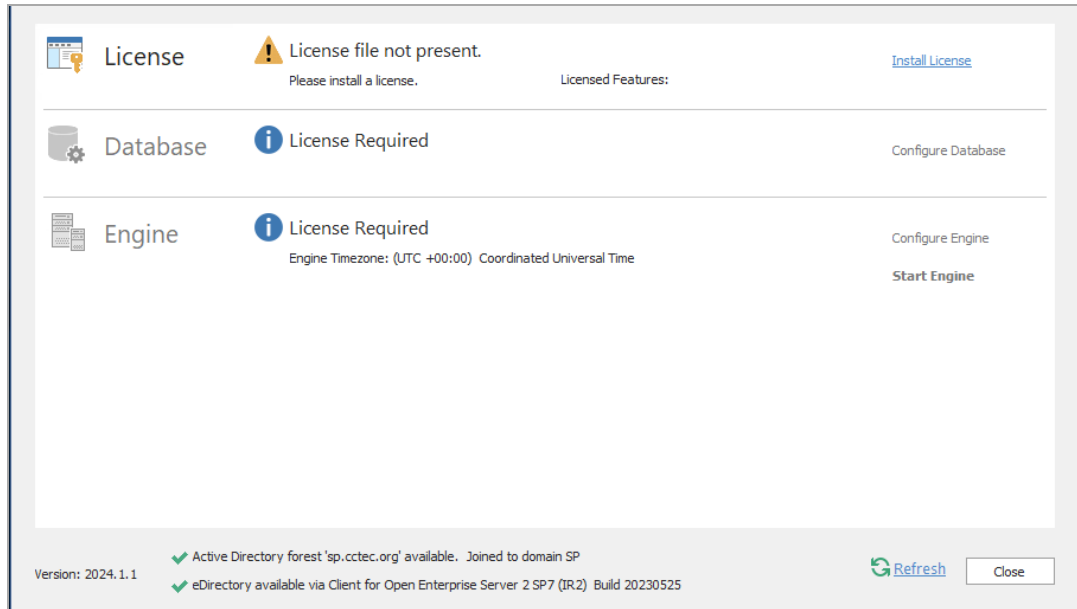 License
License file not present.
Please install a license.
Licensed Features:
Install License
Database
License Required
Configure Database
Engine
License Required
Engine Timezone: (UTC +00:00)  Coordinated Universal Time
Configure Engine
Start Engine
Version: 2024.1.1
Active Directory forest 'sp.cctec.org' available.  Joined to domain SP
eDirectory available via Client for Open Enterprise Server 2 SP7 (IR2)  Build 20230525
Refresh
Close